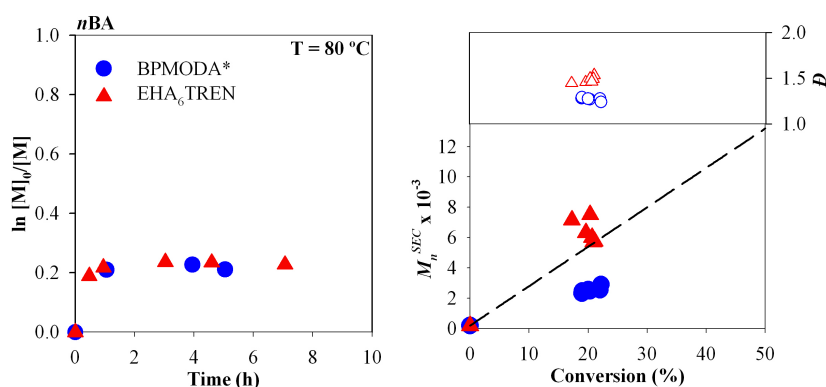 nBA
T = 80 ºC
BPMODA*
EHA₆TREN
ln [M]₀/[M]
1.0
0.8
0.6
0.4
0.2
0.0
0 2 4 6 8 10
Time (h)
2.0
1.5
1.0
Đ
12
10
8
6
4
2
0
Mₙ^SEC x 10⁻³
0 10 20 30 40 50
Conversion (%)